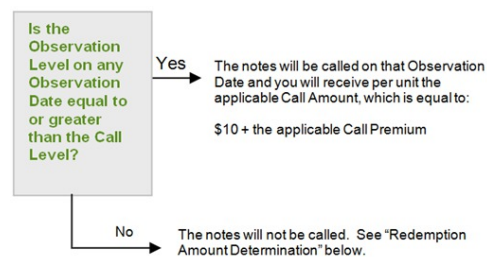 Is the
Observation
Level on any
Observation
Date equal to
or greater
than the Call
Level?
Yes
The notes will be called on that Observation
Date and you will receive per unit the
applicable Call Amount, which is equal to:
$10 + the applicable Call Premium
No
The notes will not be called. See “Redemption
Amount Determination” below.